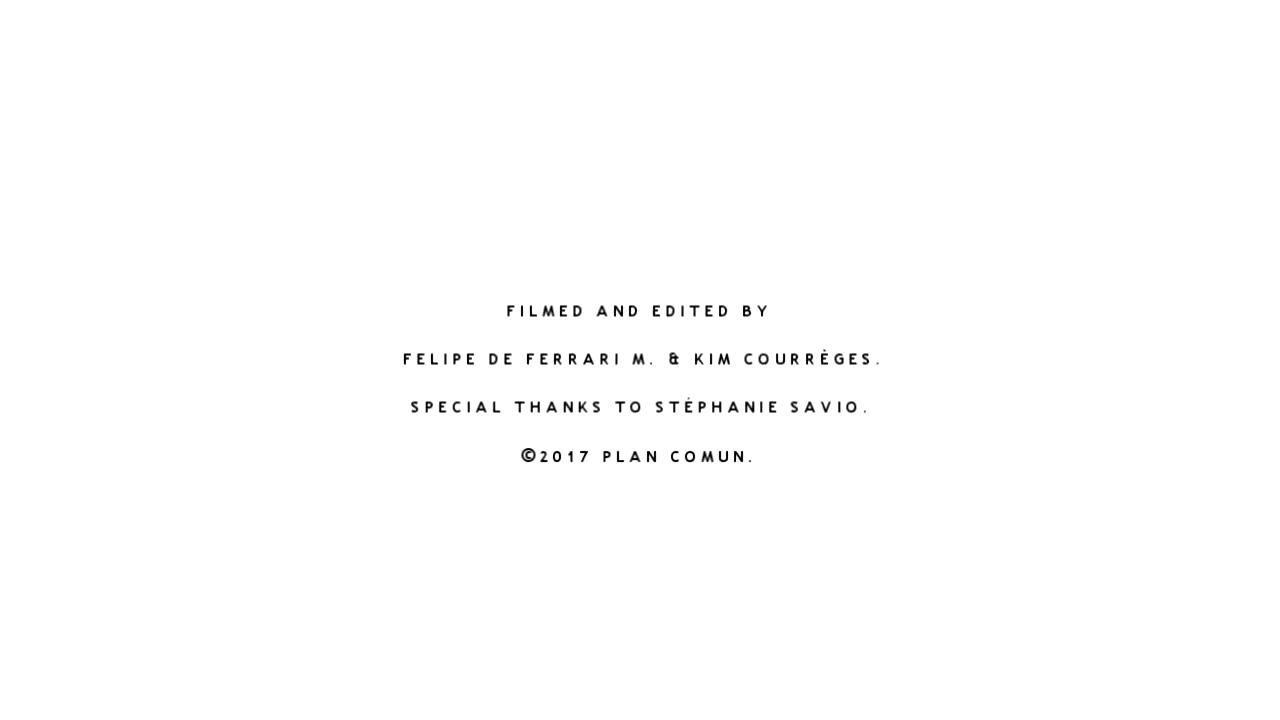 FILMED AND EDITED BY
FELIPE DE FERRARI M. & KIM COURRÈGES.
SPECIAL THANKS TO STÉPHANIE SAVIO.
©2017 PLAN COMUN.